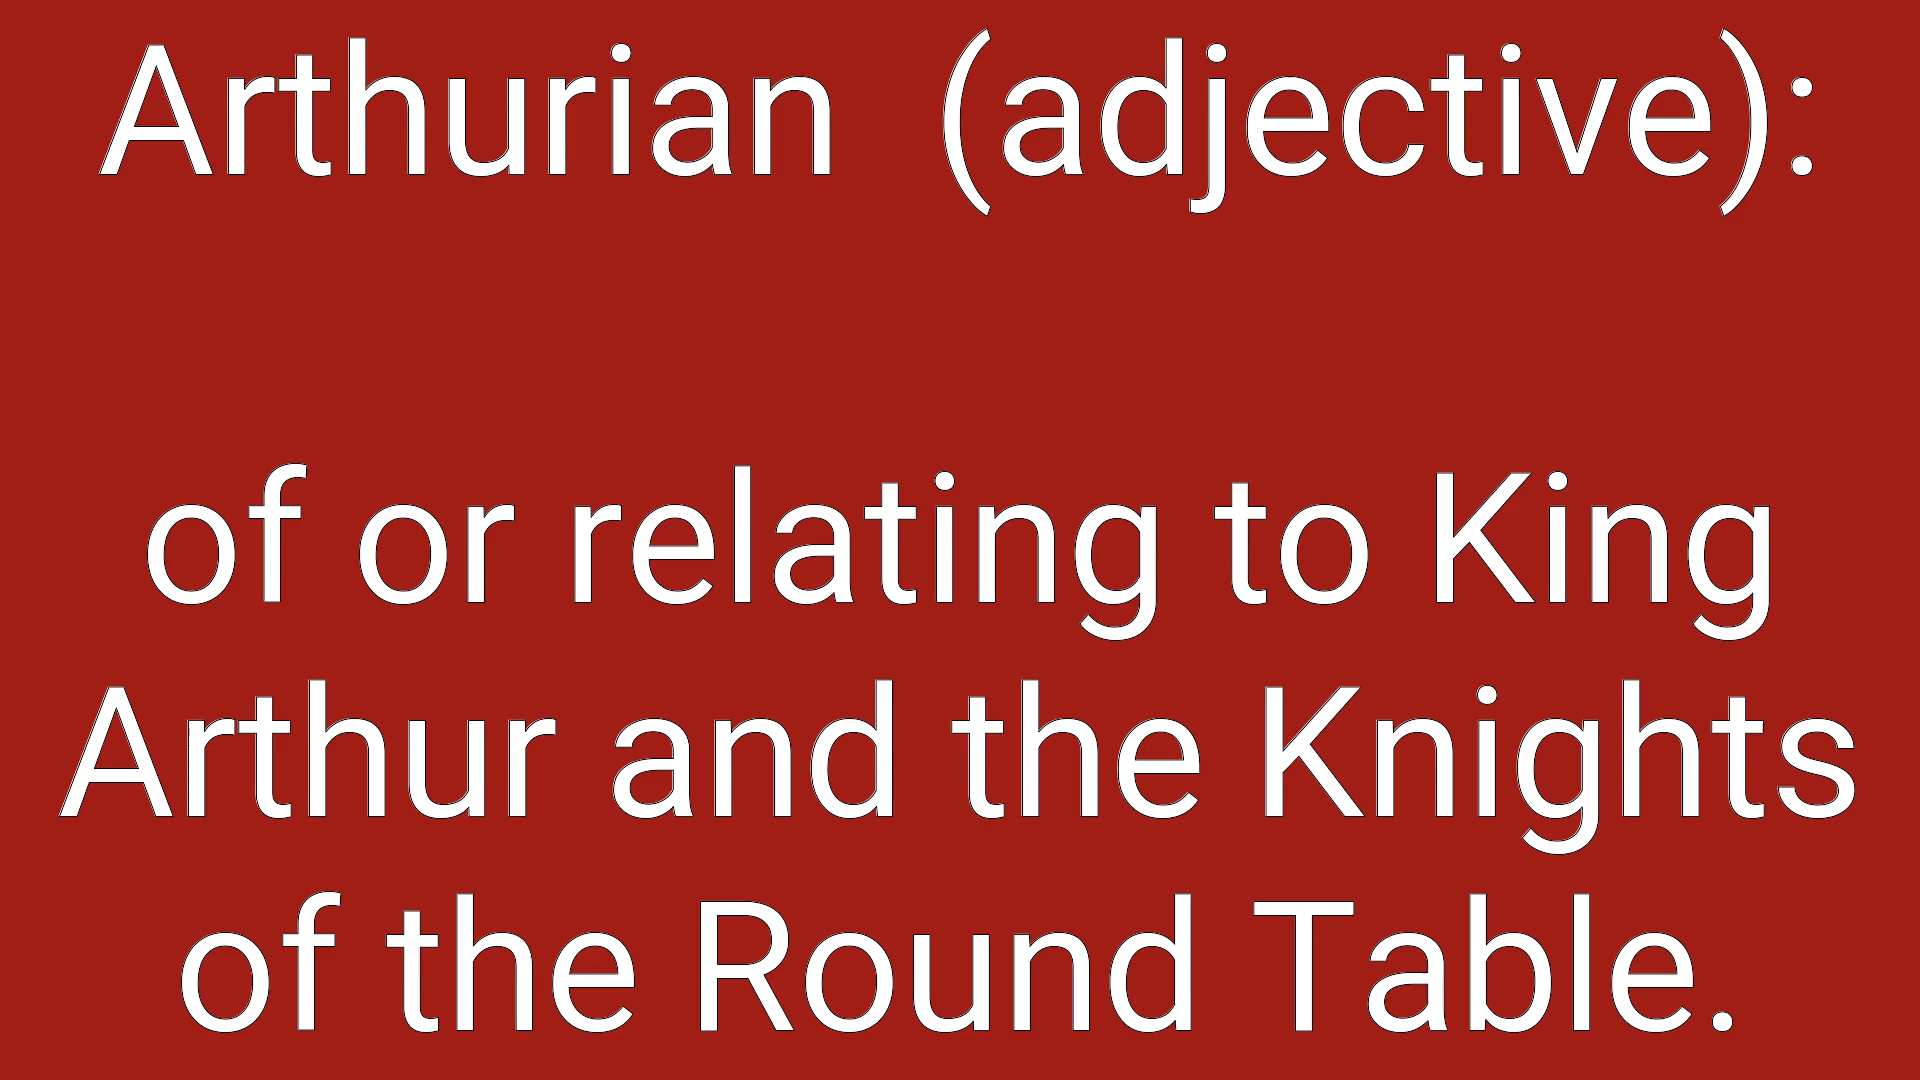 Arthurian  (adjective):
of or relating to King
Arthur and the Knights
of the Round Table.